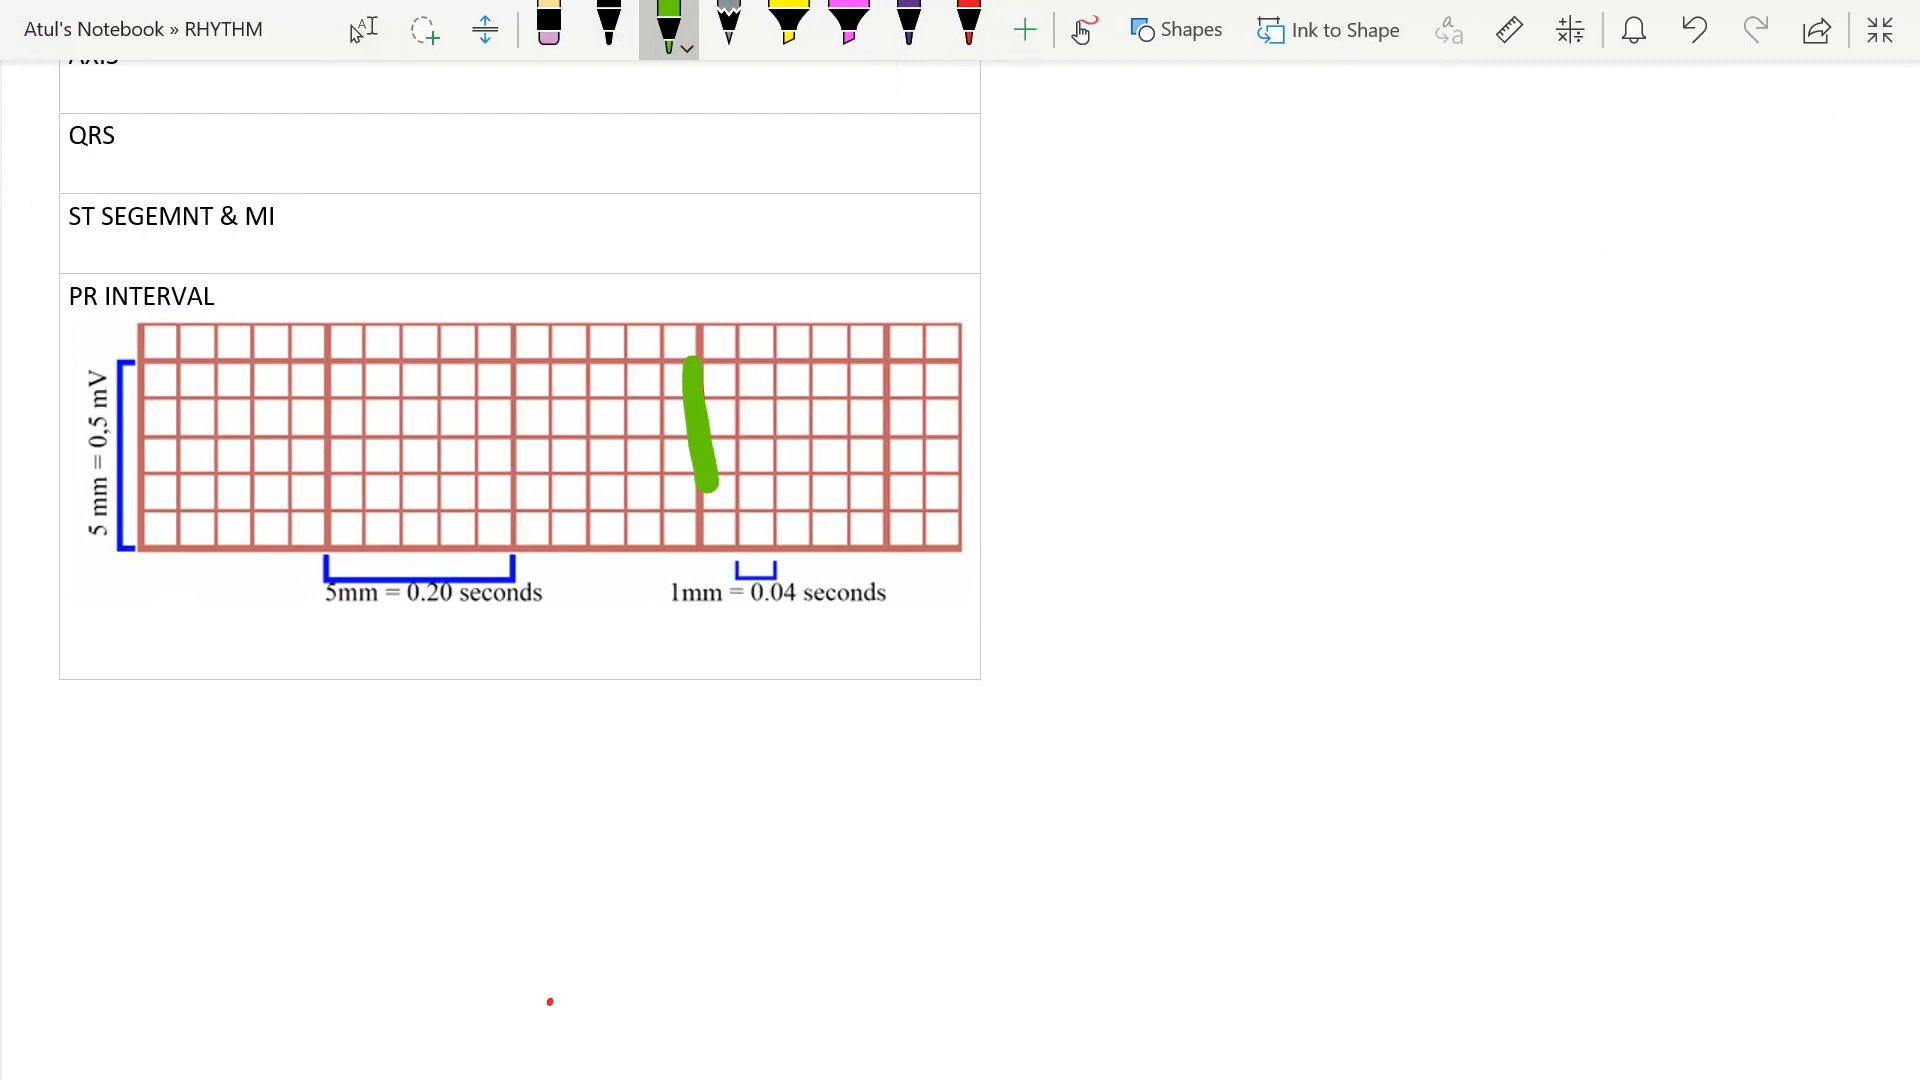 Atul's Notebook » RHYTHM
Shapes
Ink to Shape
AXIS
QRS
ST SEGEMNT & MI
PR INTERVAL
5 mm = 0,5 mV
5mm = 0.20 seconds
1mm = 0.04 seconds